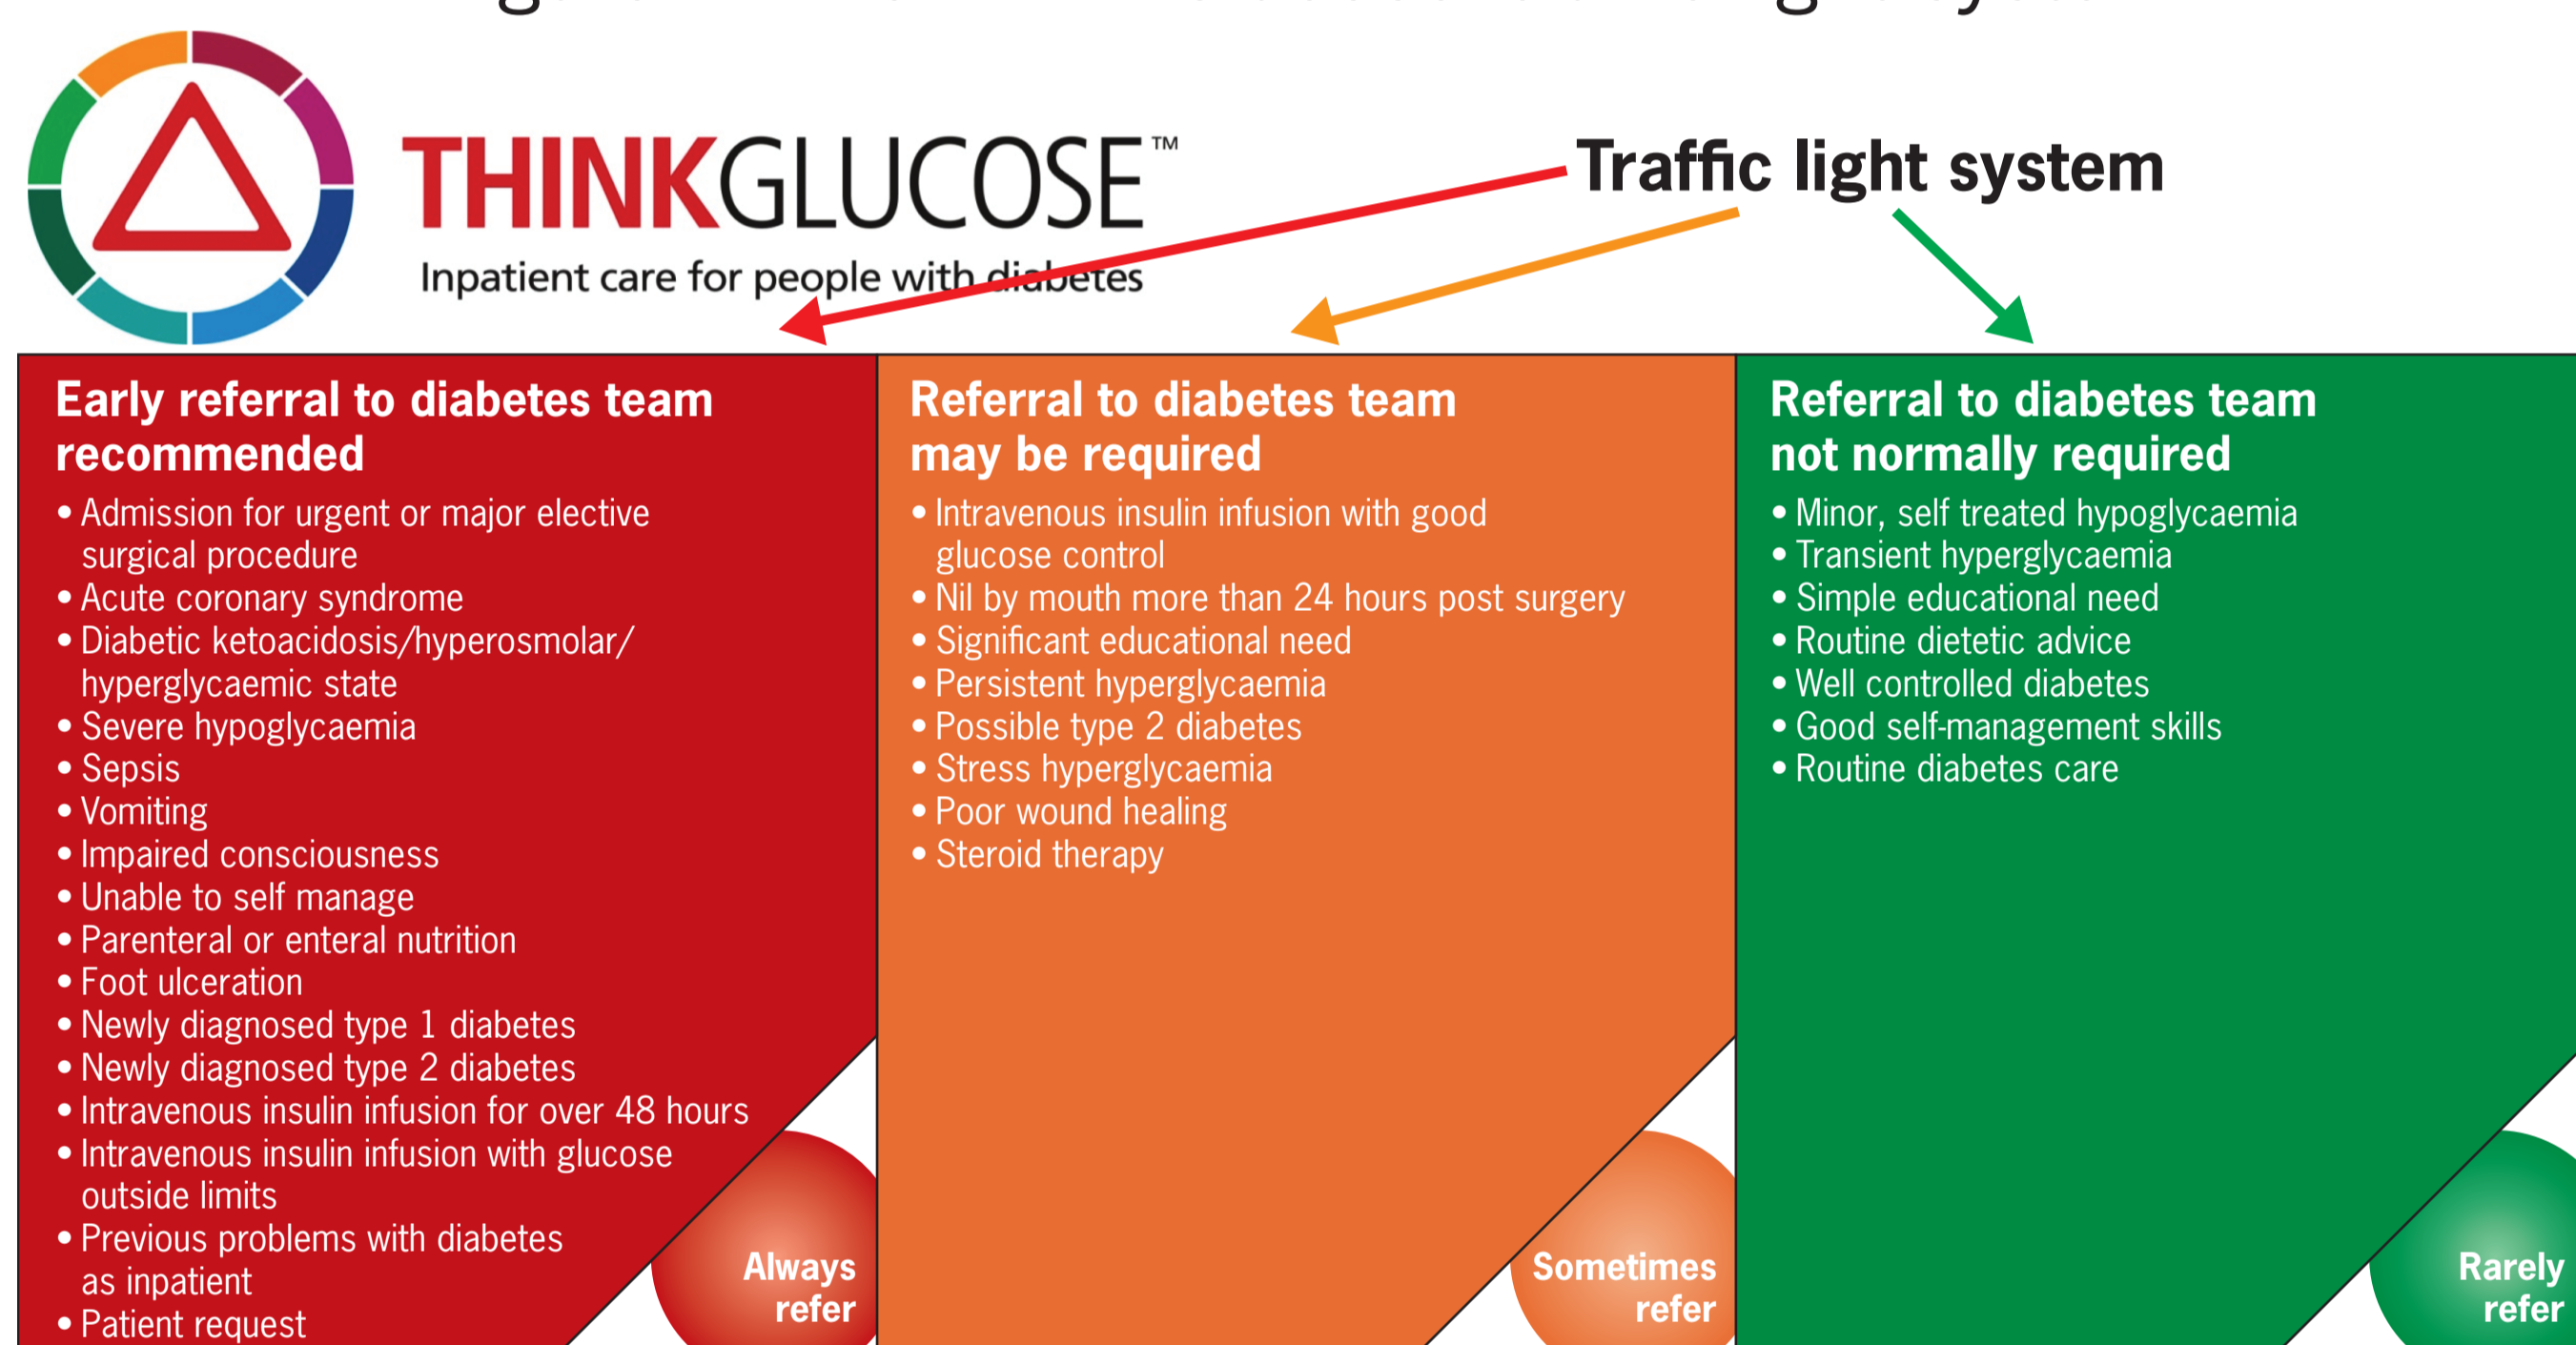 THINKGLUCOSE™
Inpatient care for people with diabetes
Traffic light system
Early referral to diabetes team
recommended
• Admission for urgent or major elective
surgical procedure
• Acute coronary syndrome
• Diabetic ketoacidosis/hyperosmolar/
hyperglycaemic state
• Severe hypoglycaemia
• Sepsis
• Vomiting
• Impaired consciousness
• Unable to self manage
• Parenteral or enteral nutrition
• Foot ulceration
• Newly diagnosed type 1 diabetes
• Newly diagnosed type 2 diabetes
• Intravenous insulin infusion for over 48 hours
• Intravenous insulin infusion with glucose
outside limits
• Previous problems with diabetes
as inpatient
• Patient request
Always
refer
Referral to diabetes team
may be required
• Intravenous insulin infusion with good
glucose control
• Nil by mouth more than 24 hours post surgery
• Significant educational need
• Persistent hyperglycaemia
• Possible type 2 diabetes
• Stress hyperglycaemia
• Poor wound healing
• Steroid therapy
Sometimes
refer
Referral to diabetes team
not normally required
• Minor, self treated hypoglycaemia
• Transient hyperglycaemia
• Simple educational need
• Routine dietetic advice
• Well controlled diabetes
• Good self-management skills
• Routine diabetes care
Rarely
refer